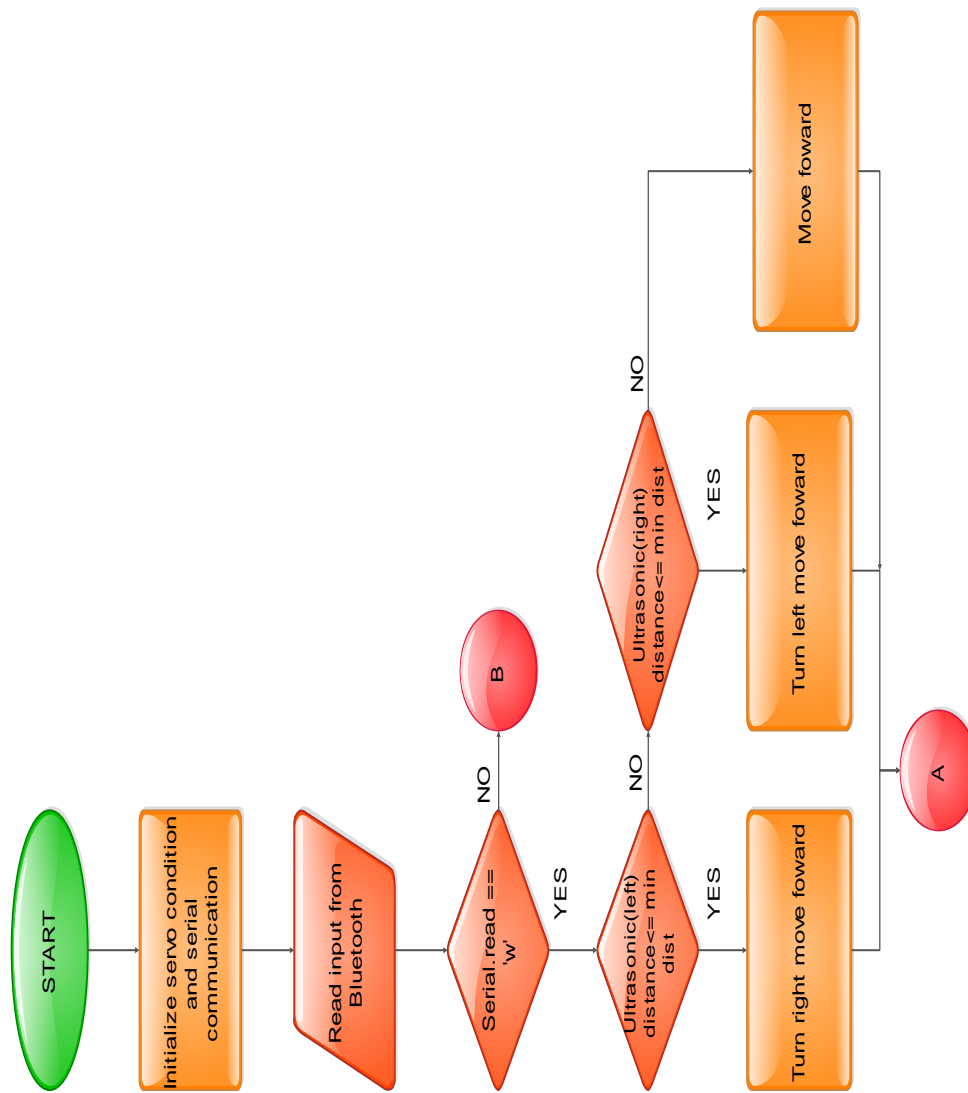 START
Initialize servo condition
and serial
communication
Read input from
Bluetooth
Serial.read ==
'w'
NO
B
YES
Ultrasonic(left)
distance<= min
dist
NO
Ultrasonic(right)
distance<= min dist
NO
YES
YES
Turn right move foward
Turn left move foward
Move foward
A